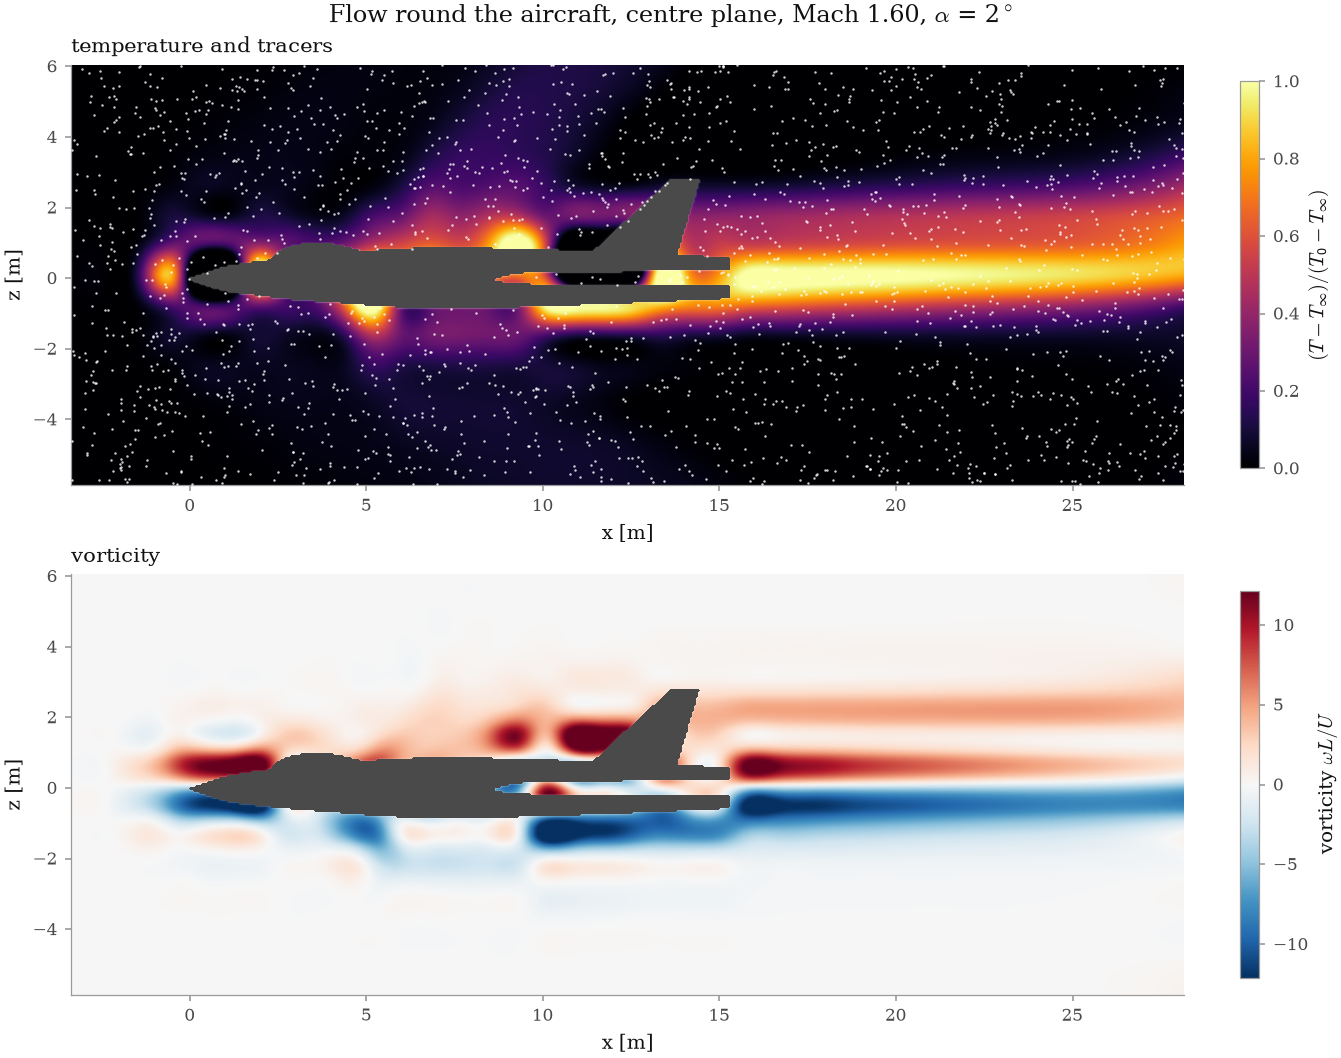 Flow round the aircraft, centre plane, Mach 1.60, α = 2°
temperature and tracers
6
4
2
0
−2
−4
z [m]
0 5 10 15 20 25
x [m]
1.0
0.8
0.6
0.4
0.2
0.0
(T − T∞)/(T₀ − T∞)
vorticity
6
4
2
0
−2
−4
z [m]
0 5 10 15 20 25
x [m]
10
5
0
−5
−10
vorticity ωL/U